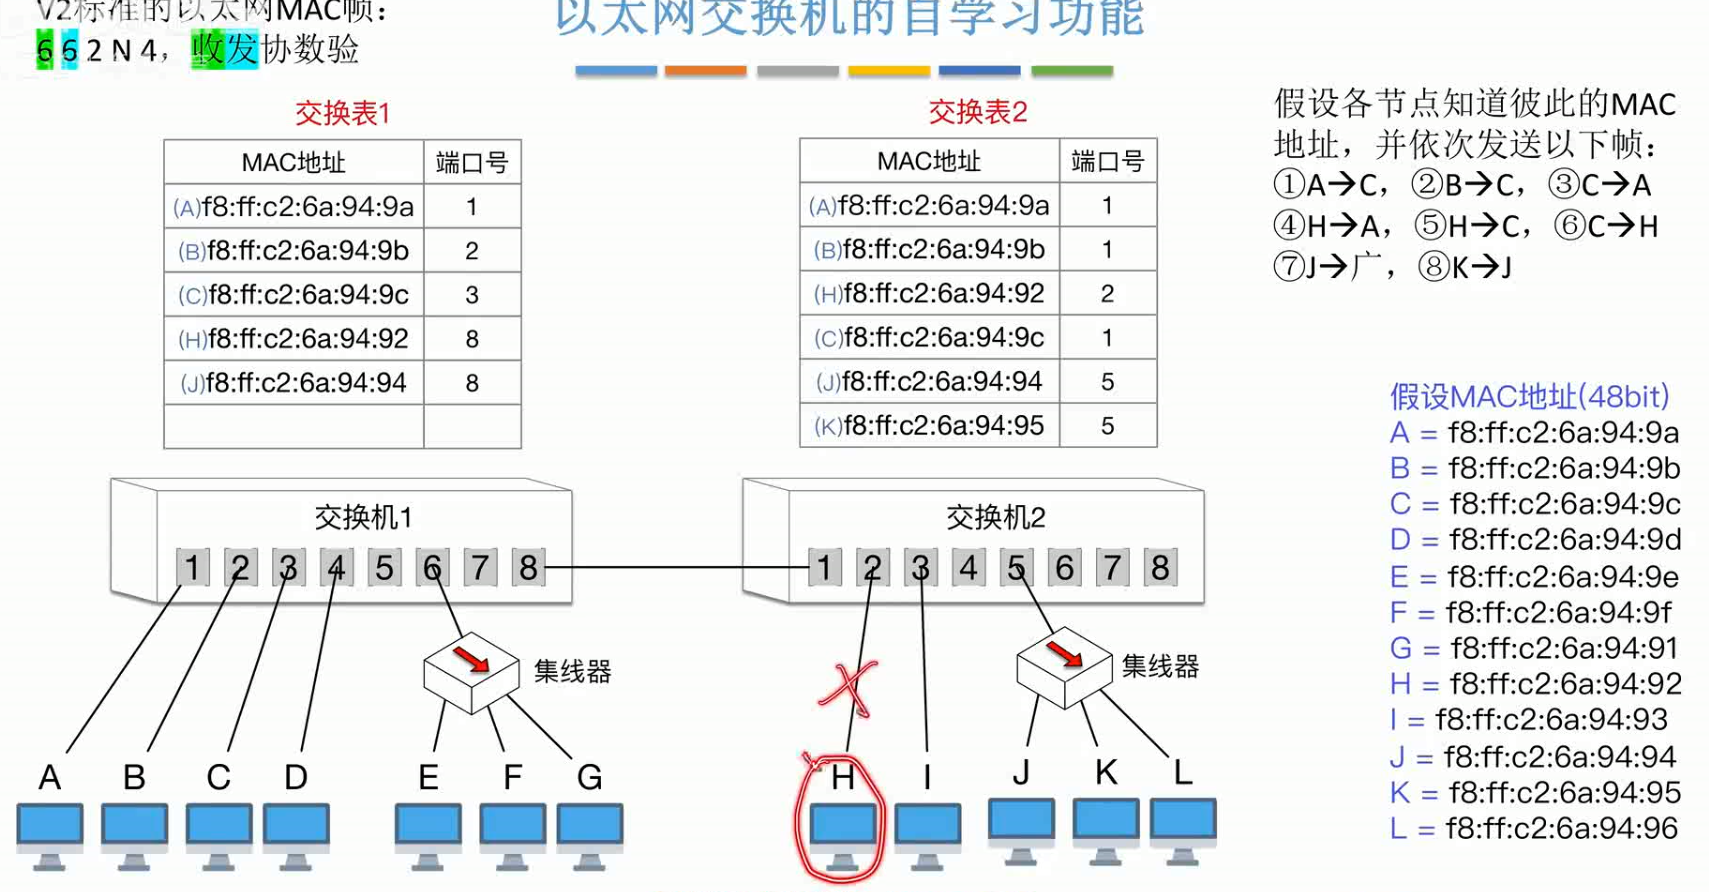 V2标准的以太网MAC帧：
6 6 2 N 4，收发协数验
以太网交换机的自学习功能
交换表1
MAC地址 端口号
(A)f8:ff:c2:6a:94:9a 1
(B)f8:ff:c2:6a:94:9b 2
(C)f8:ff:c2:6a:94:9c 3
(H)f8:ff:c2:6a:94:92 8
(J)f8:ff:c2:6a:94:94 8
交换表2
MAC地址 端口号
(A)f8:ff:c2:6a:94:9a 1
(B)f8:ff:c2:6a:94:9b 1
(H)f8:ff:c2:6a:94:92 2
(C)f8:ff:c2:6a:94:9c 1
(J)f8:ff:c2:6a:94:94 5
(K)f8:ff:c2:6a:94:95 5
假设各节点知道彼此的MAC
地址，并依次发送以下帧：
①A→C，②B→C，③C→A
④H→A，⑤H→C，⑥C→H
⑦J→广，⑧K→J
交换机1
1 2 3 4 5 6 7 8
集线器
A B C D E F G
交换机2
1 2 3 4 5 6 7 8
集线器
H I J K L
假设MAC地址(48bit)
A = f8:ff:c2:6a:94:9a
B = f8:ff:c2:6a:94:9b
C = f8:ff:c2:6a:94:9c
D = f8:ff:c2:6a:94:9d
E = f8:ff:c2:6a:94:9e
F = f8:ff:c2:6a:94:9f
G = f8:ff:c2:6a:94:91
H = f8:ff:c2:6a:94:92
I = f8:ff:c2:6a:94:93
J = f8:ff:c2:6a:94:94
K = f8:ff:c2:6a:94:95
L = f8:ff:c2:6a:94:96